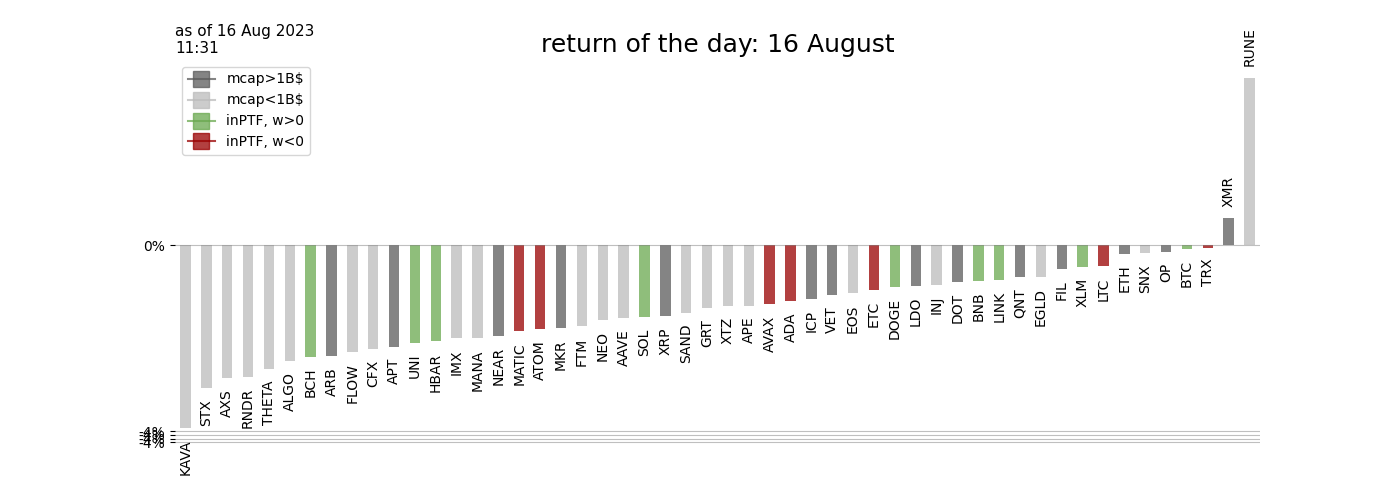 as of 16 Aug 2023
11:31
return of the day: 16 August
mcap>1B$
mcap<1B$
inPTF, w>0
inPTF, w<0
0%
-4%
-4%
KAVA
STX
AXS
RNDR
THETA
ALGO
BCH
ARB
FLOW
CFX
APT
UNI
HBAR
IMX
MANA
NEAR
MATIC
ATOM
MKR
FTM
NEO
AAVE
SOL
XRP
SAND
GRT
XTZ
APE
AVAX
ADA
ICP
VET
EOS
ETC
DOGE
LDO
INJ
DOT
BNB
LINK
QNT
EGLD
FIL
XLM
LTC
ETH
SNX
OP
BTC
TRX
XMR
RUNE